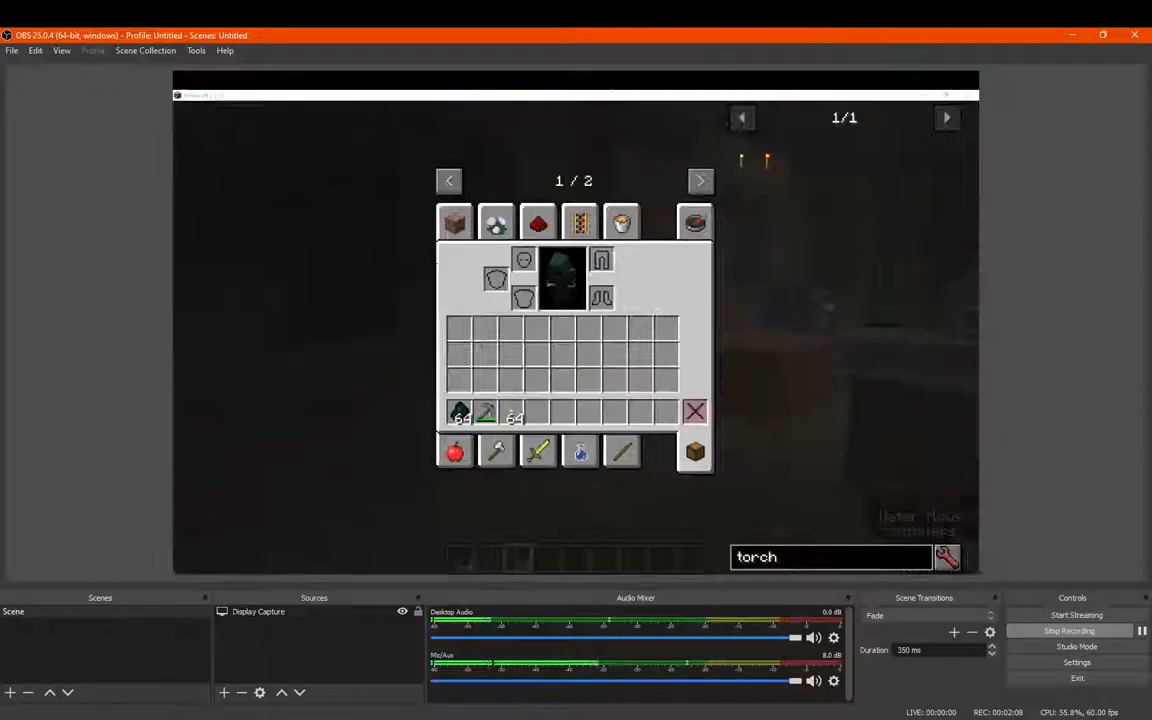 OBS 25.0.4 (64-bit, windows) - Profile: Untitled - Scenes: Untitled
File Edit View Profile Scene Collection Tools Help
1/1
1 / 2
64 64
torch
Scenes Sources Audio Mixer Scene Transitions Controls
Scene Display Capture Desktop Audio 0.0 dB Fade Start Streaming
Stop Recording
Duration 350 ms Studio Mode
Mic/Aux 8.0 dB Settings
Exit
LIVE: 00:00:00 REC: 00:02:08 CPU: 55.8%, 60.00 fps